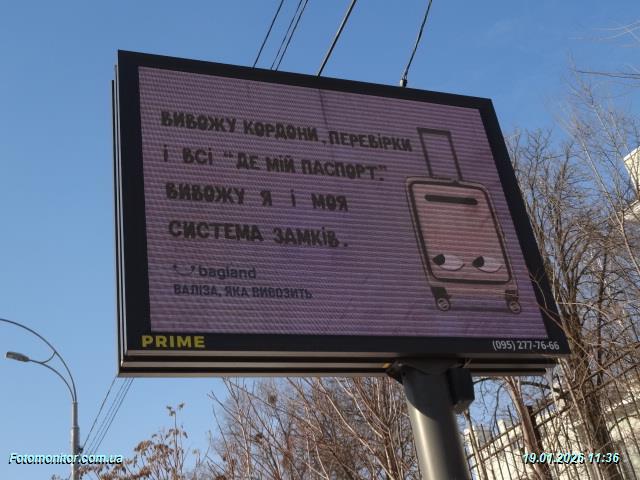 ВИВОЖУ КОРДОНИ, ПЕРЕВІРКИ
І ВСІ "ДЕ МІЙ ПАСПОРТ".
ВИВОЖУ Я І МОЯ
СИСТЕМА ЗАМКІВ.
bagland
ВАЛІЗА, ЯКА ВИВОЗИТЬ
PRIME
(095) 277-76-66
Fotomonitor.com.ua
19.01.2026 11:36